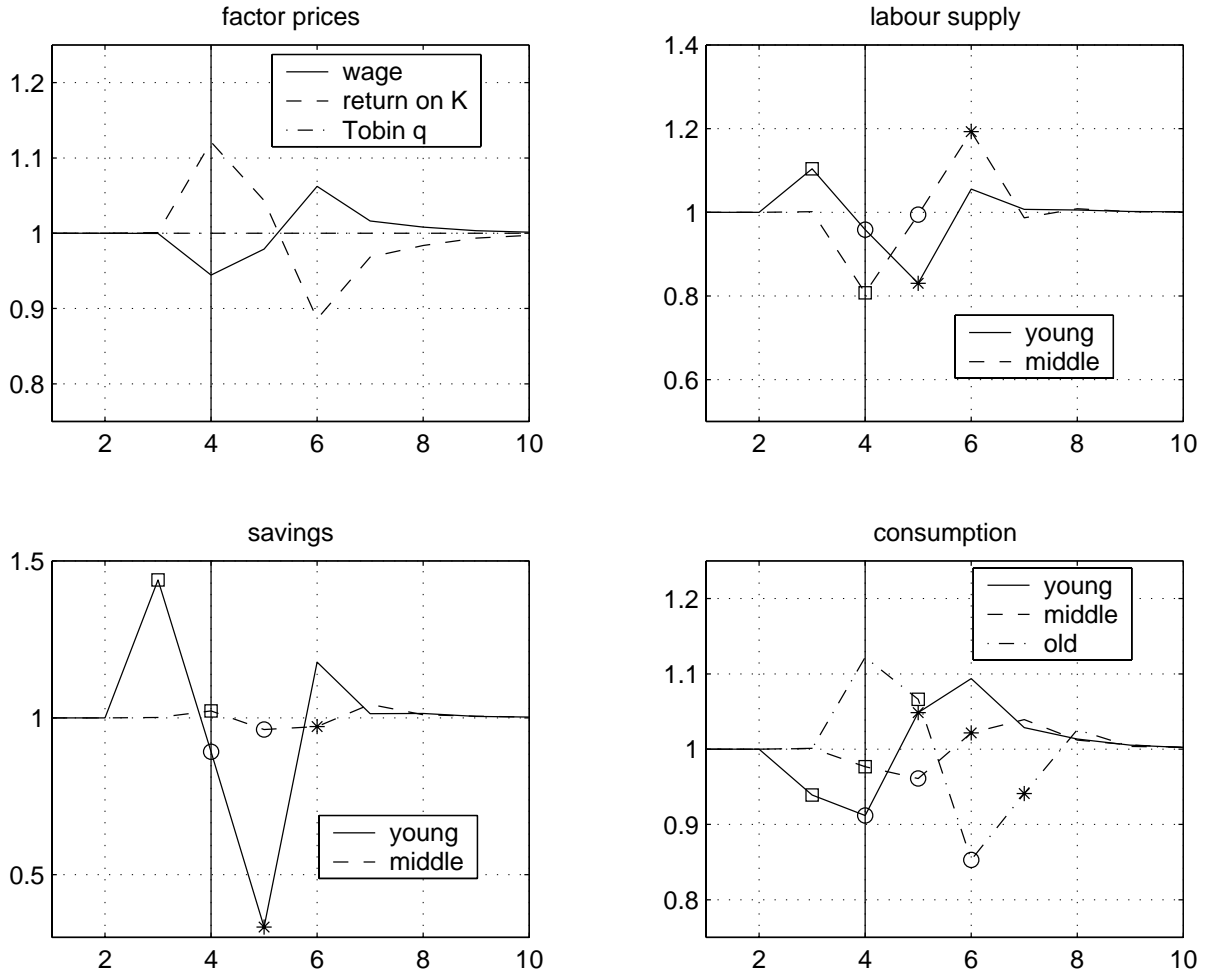 factor prices
1.2
1.1
1
0.9
0.8
wage
return on K
Tobin q
2 4 6 8 10
labour supply
1.4
1.2
1
0.8
0.6
young
middle
2 4 6 8 10
savings
1.5
1
0.5
young
middle
2 4 6 8 10
consumption
1.2
1.1
1
0.9
0.8
young
middle
old
2 4 6 8 10